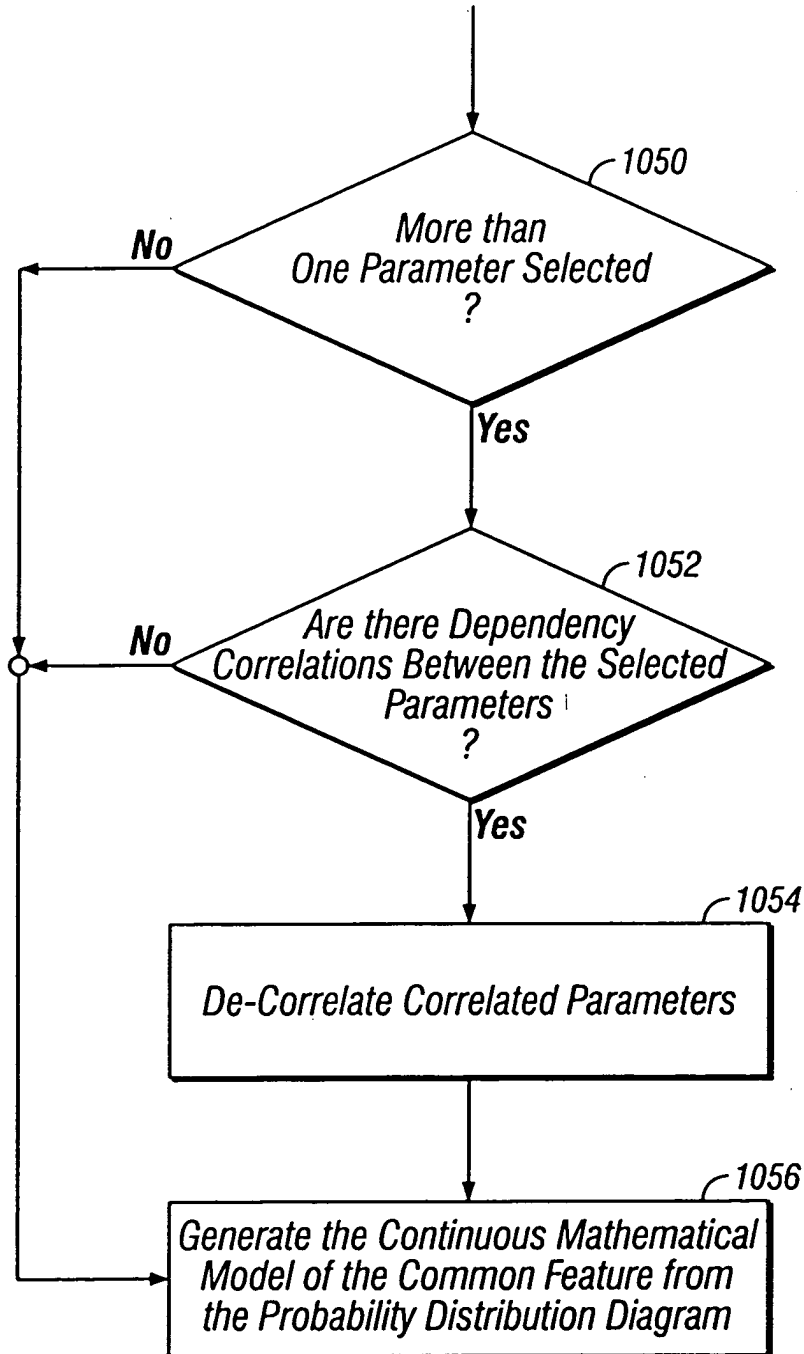 1050
More than
One Parameter Selected
?
No
Yes
1052
Are there Dependency
Correlations Between the Selected
Parameters
?
No
Yes
1054
De-Correlate Correlated Parameters
1056
Generate the Continuous Mathematical
Model of the Common Feature from
the Probability Distribution Diagram